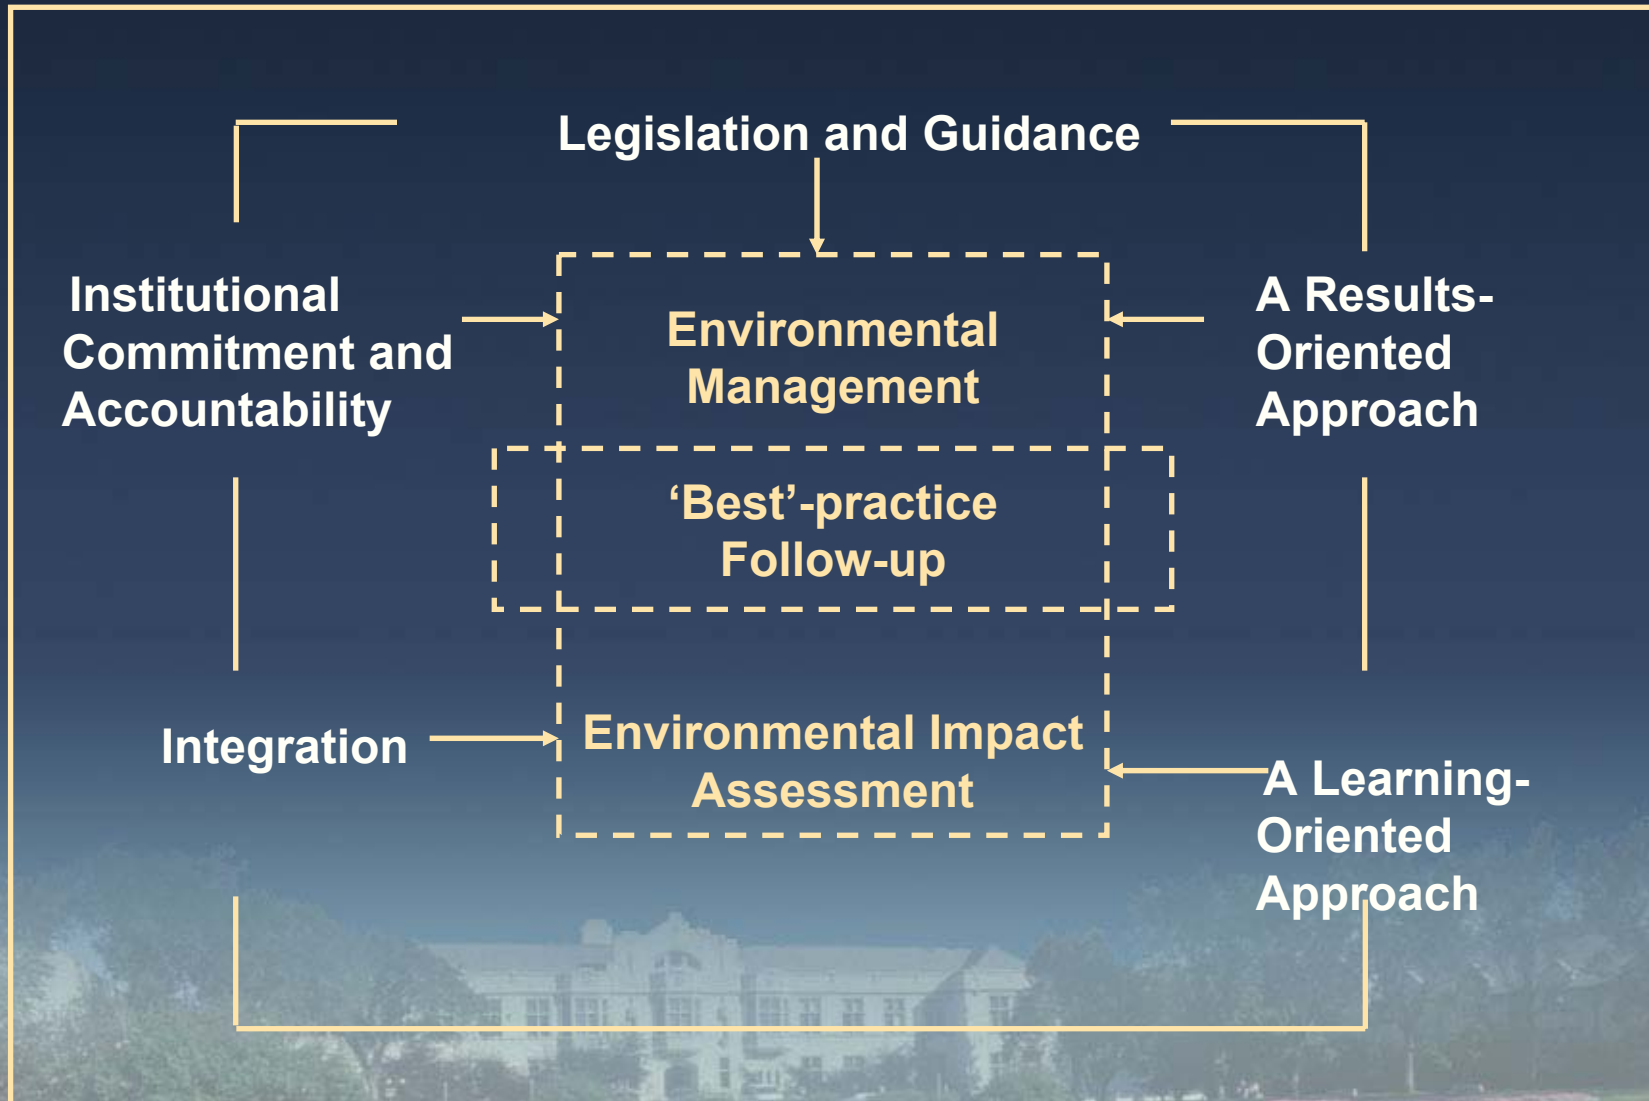 Legislation and Guidance
Institutional
Commitment and
Accountability
Environmental
Management
A Results-
Oriented
Approach
‘Best’-practice
Follow-up
Integration
Environmental Impact
Assessment
A Learning-
Oriented
Approach